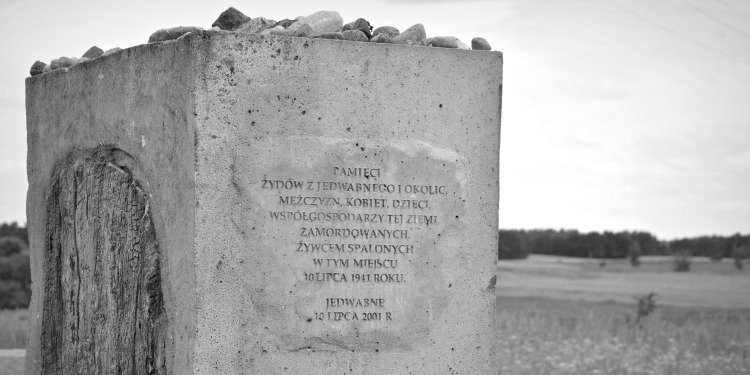 PAMIĘCI
ŻYDÓW Z JEDWABNEGO I OKOLIC,
MĘŻCZYZN, KOBIET, DZIECI,
WSPÓŁGOSPODARZY TEJ ZIEMI,
ZAMORDOWANYCH,
ŻYWCEM SPALONYCH
W TYM MIEJSCU
10 LIPCA 1941 ROKU.
JEDWABNE
10 LIPCA 2001 R